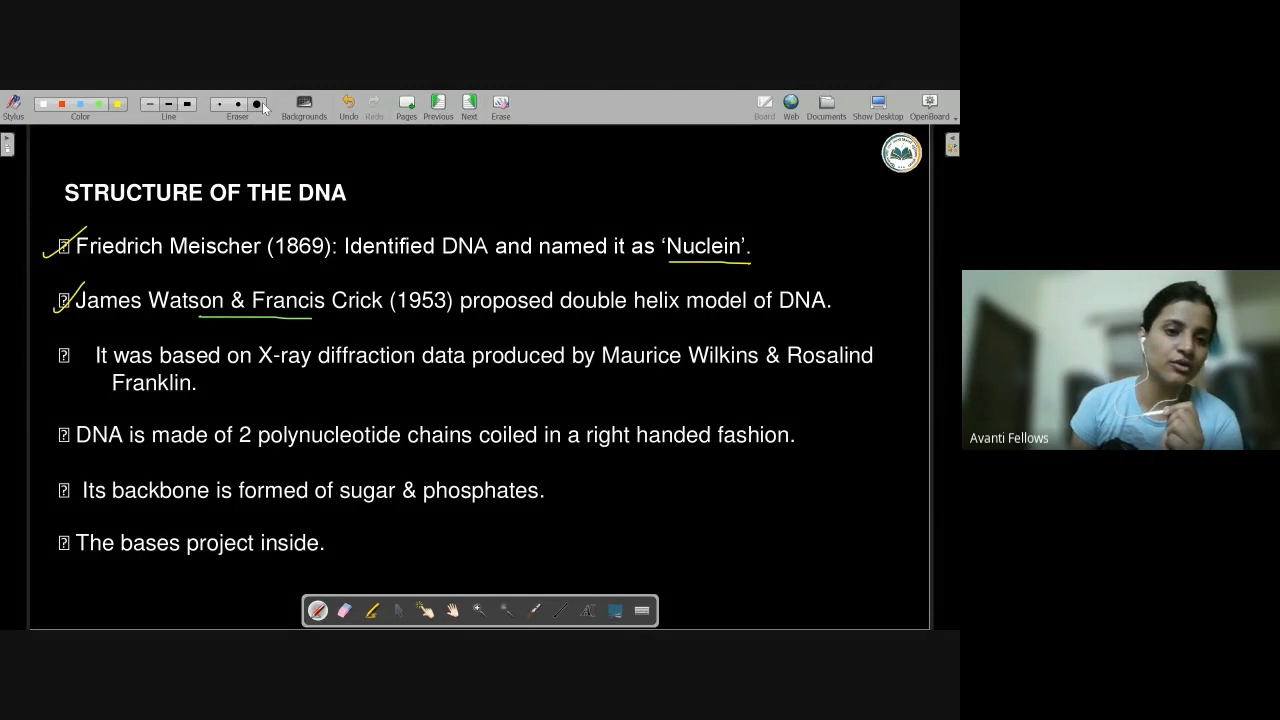 Stylus
Color
Line
Eraser
Backgrounds
Undo
Redo
Pages
Previous
Next
Erase
Board
Web
Documents
Show Desktop
OpenBoard
STRUCTURE OF THE DNA
Friedrich Meischer (1869): Identified DNA and named it as ‘Nuclein’.
James Watson & Francis Crick (1953) proposed double helix model of DNA.
It was based on X-ray diffraction data produced by Maurice Wilkins & Rosalind
Franklin.
DNA is made of 2 polynucleotide chains coiled in a right handed fashion.
Its backbone is formed of sugar & phosphates.
The bases project inside.
Avanti Fellows